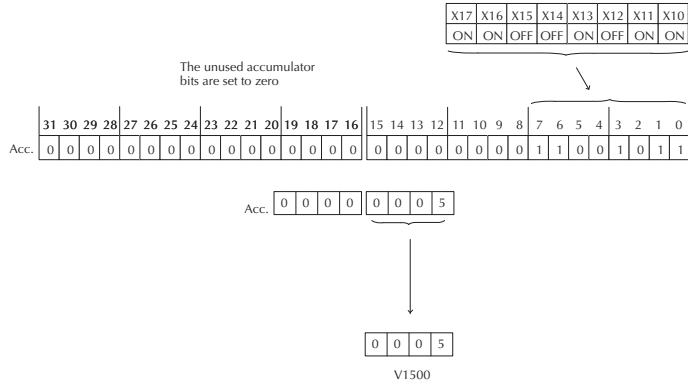 X17 X16 X15 X14 X13 X12 X11 X10
ON ON OFF OFF ON OFF ON ON
The unused accumulator
bits are set to zero
31 30 29 28 27 26 25 24 23 22 21 20 19 18 17 16 15 14 13 12 11 10 9 8 7 6 5 4 3 2 1 0
Acc. 0 0 0 0 0 0 0 0 0 0 0 0 0 0 0 0 0 0 0 0 0 0 0 0 1 1 0 0 1 0 1 1
Acc. 0 0 0 0 0 0 0 5
0 0 0 5
V1500